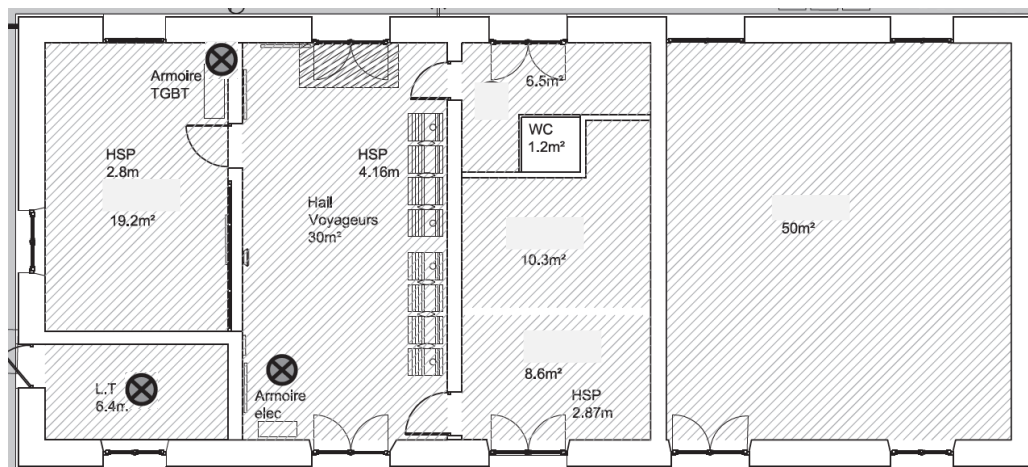 Armoire
TGBT
HSP
2.8m
19.2m²
HSP
4.16m
Hall
Voyageurs
30m²
6.5m²
WC
1.2m²
10.3m²
50m²
8.6m²
HSP
2.87m
L.T
6.4m
Armoire
elec